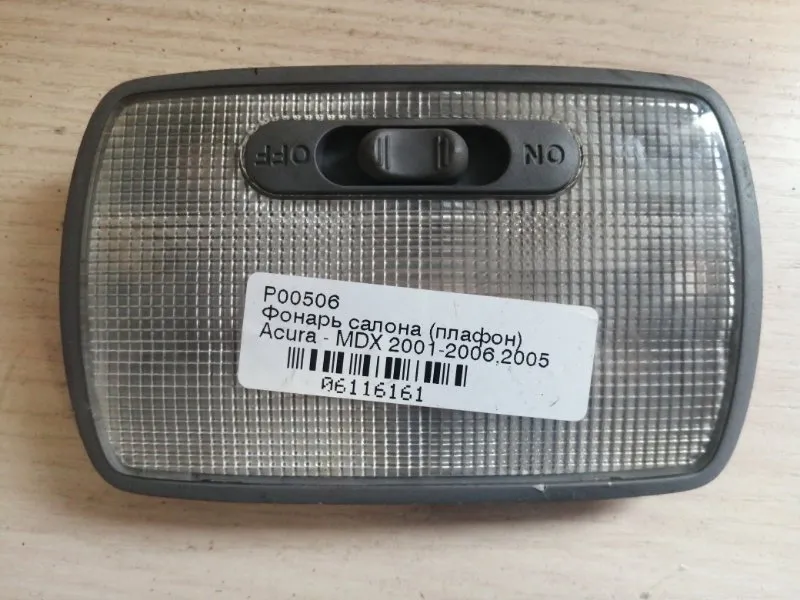 OFF ON
P00506
Фонарь салона (плафон)
Acura - MDX 2001-2006,2005
06116161